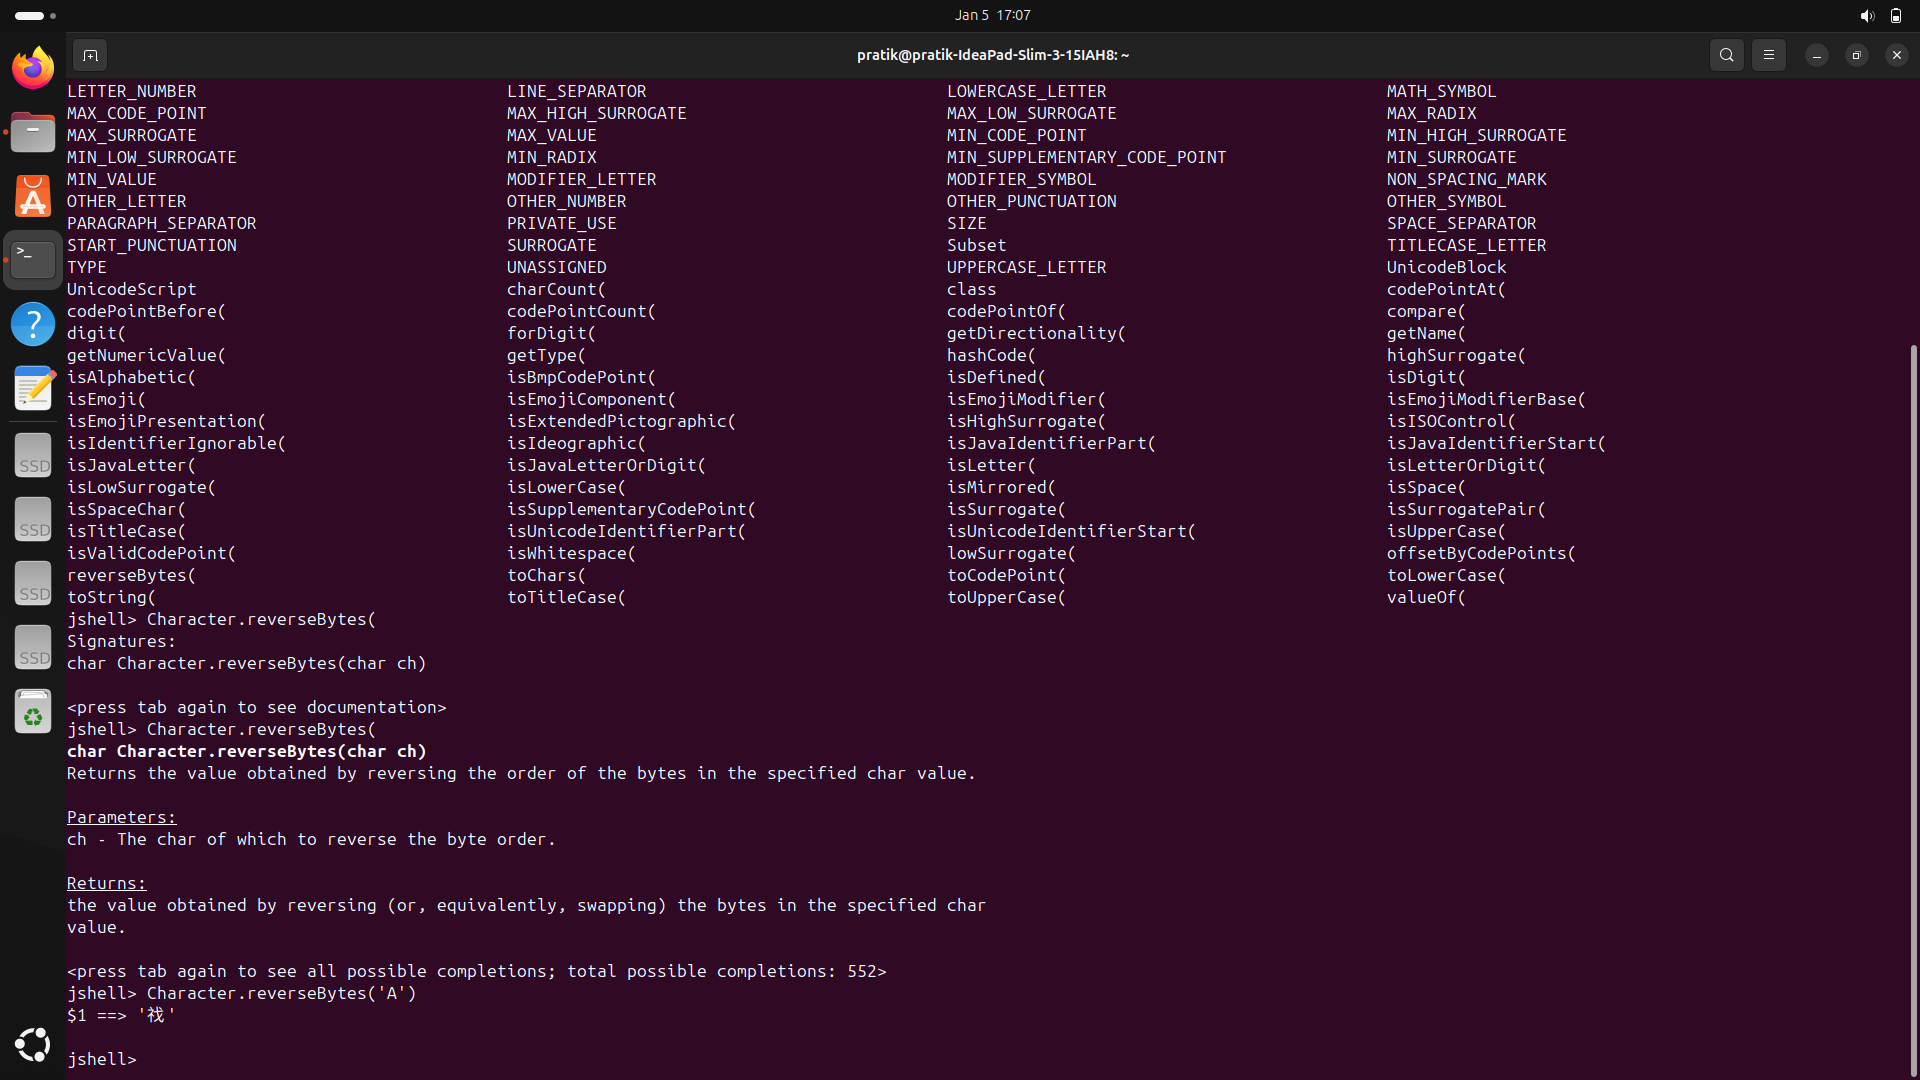 Jan 5 17:07
pratik@pratik-IdeaPad-Slim-3-15IAH8: ~
LETTER_NUMBER LINE_SEPARATOR LOWERCASE_LETTER MATH_SYMBOL
MAX_CODE_POINT MAX_HIGH_SURROGATE MAX_LOW_SURROGATE MAX_RADIX
MAX_SURROGATE MAX_VALUE MIN_CODE_POINT MIN_HIGH_SURROGATE
MIN_LOW_SURROGATE MIN_RADIX MIN_SUPPLEMENTARY_CODE_POINT MIN_SURROGATE
MIN_VALUE MODIFIER_LETTER MODIFIER_SYMBOL NON_SPACING_MARK
OTHER_LETTER OTHER_NUMBER OTHER_PUNCTUATION OTHER_SYMBOL
PARAGRAPH_SEPARATOR PRIVATE_USE SIZE SPACE_SEPARATOR
START_PUNCTUATION SURROGATE Subset TITLECASE_LETTER
TYPE UNASSIGNED UPPERCASE_LETTER UnicodeBlock
UnicodeScript charCount( class codePointAt(
codePointBefore( codePointCount( codePointOf( compare(
digit( forDigit( getDirectionality( getName(
getNumericValue( getType( hashCode( highSurrogate(
isAlphabetic( isBmpCodePoint( isDefined( isDigit(
isEmoji( isEmojiComponent( isEmojiModifier( isEmojiModifierBase(
isEmojiPresentation( isExtendedPictographic( isHighSurrogate( isISOControl(
isIdentifierIgnorable( isIdeographic( isJavaIdentifierPart( isJavaIdentifierStart(
isJavaLetter( isJavaLetterOrDigit( isLetter( isLetterOrDigit(
isLowSurrogate( isLowerCase( isMirrored( isSpace(
isSpaceChar( isSupplementaryCodePoint( isSurrogate( isSurrogatePair(
isTitleCase( isUnicodeIdentifierPart( isUnicodeIdentifierStart( isUpperCase(
isValidCodePoint( isWhitespace( lowSurrogate( offsetByCodePoints(
reverseBytes( toChars( toCodePoint( toLowerCase(
toString( toTitleCase( toUpperCase( valueOf(
jshell> Character.reverseBytes(
Signatures:
char Character.reverseBytes(char ch)
<press tab again to see documentation>
jshell> Character.reverseBytes(
char Character.reverseBytes(char ch)
Returns the value obtained by reversing the order of the bytes in the specified char value.
Parameters:
ch - The char of which to reverse the byte order.
Returns:
the value obtained by reversing (or, equivalently, swapping) the bytes in the specified char
value.
<press tab again to see all possible completions; total possible completions: 552>
jshell> Character.reverseBytes('A')
$1 ==> '䄀'
jshell>
SSD
SSD
SSD
SSD